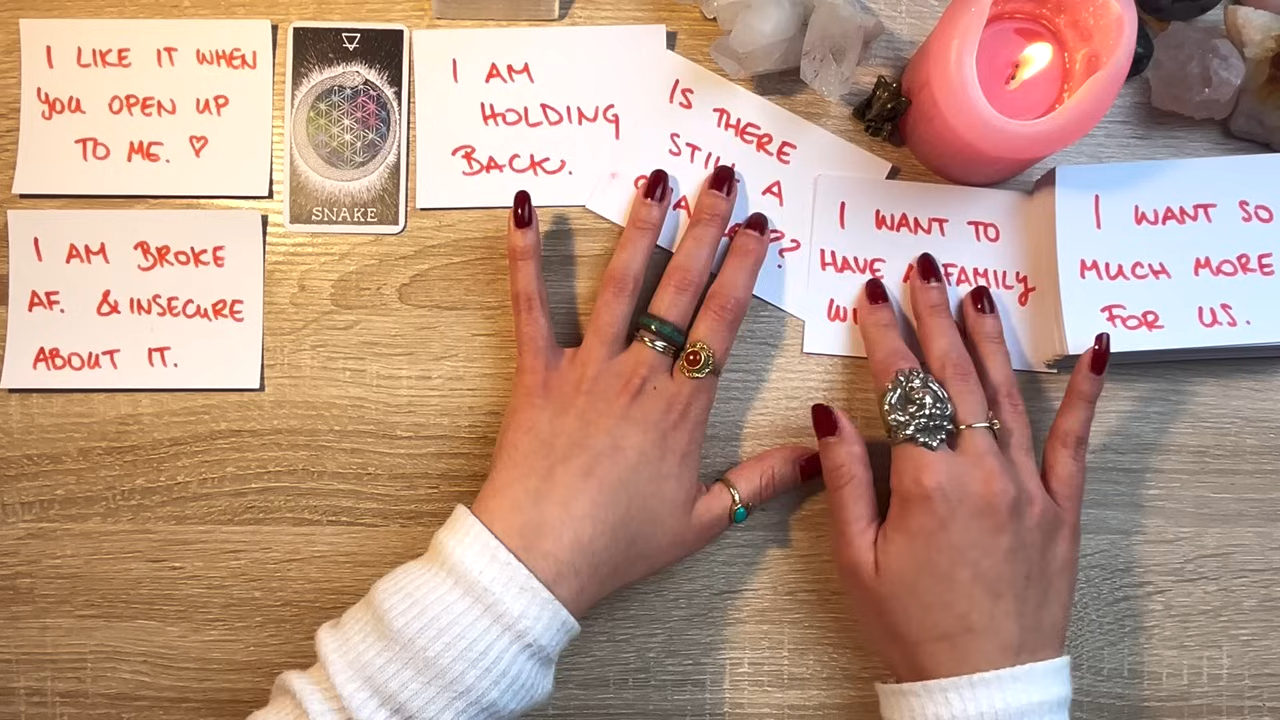 I LIKE IT WHEN
YOU OPEN UP
TO ME. ♡
SNAKE
I AM
HOLDING
BACK.
IS THERE
A
??
I WANT TO
HAVE A FAMILY
I WANT SO
MUCH MORE
FOR US.
I AM BROKE
AF. & INSECURE
ABOUT IT.